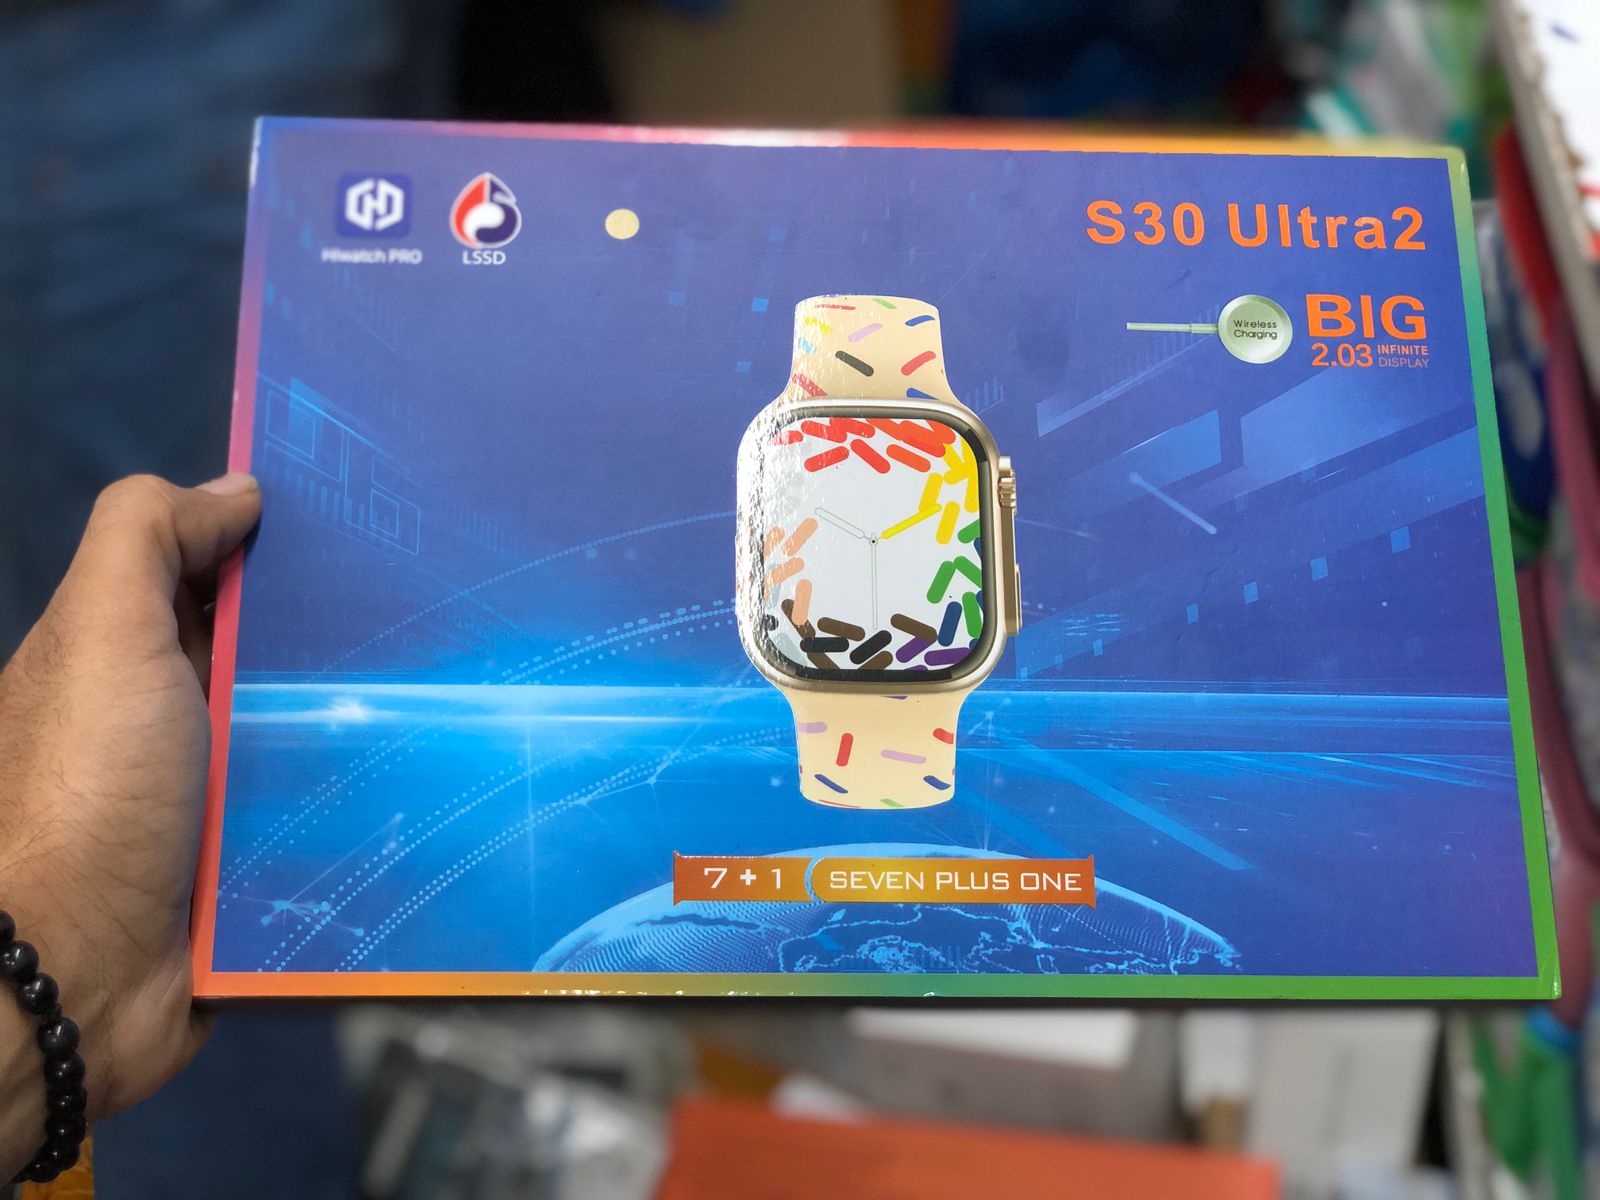 Hiwatch PRO
LSSD
S30 Ultra2
Wireless
Charging
BIG
2.03 INFINITE
DISPLAY
7 + 1 SEVEN PLUS ONE